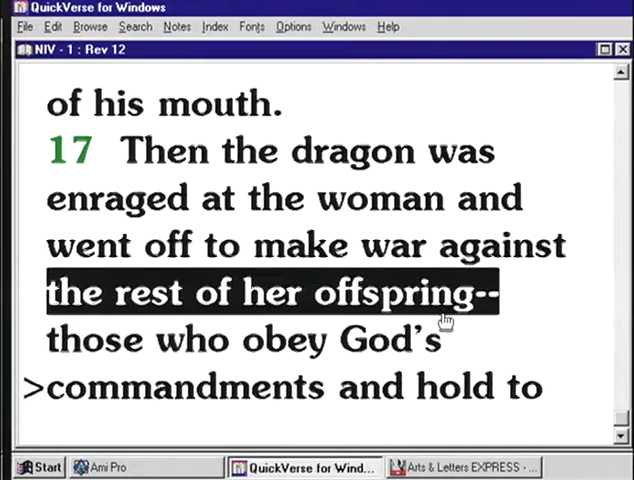 QuickVerse for Windows
File Edit Browse Search Notes Index Fonts Options Windows Help
NIV - 1 : Rev 12
of his mouth.
17 Then the dragon was
enraged at the woman and
went off to make war against
the rest of her offspring--
those who obey God's
>commandments and hold to
Start Ami Pro QuickVerse for Wind... Arts & Letters EXPRESS - ...